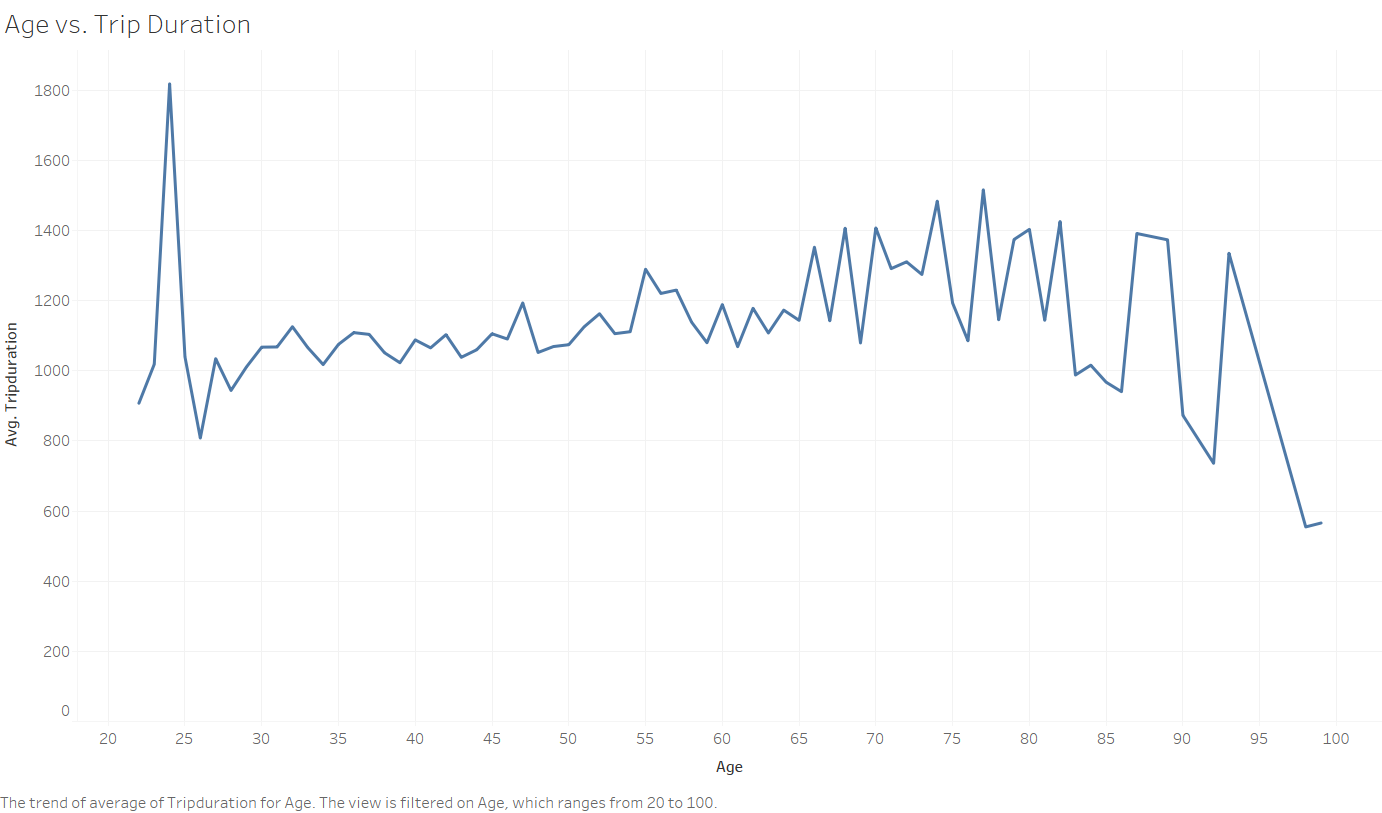 Age vs. Trip Duration
Avg. Tripduration
1800
1600
1400
1200
1000
800
600
400
200
0
20 25 30 35 40 45 50 55 60 65 70 75 80 85 90 95 100
Age
The trend of average of Tripduration for Age. The view is filtered on Age, which ranges from 20 to 100.